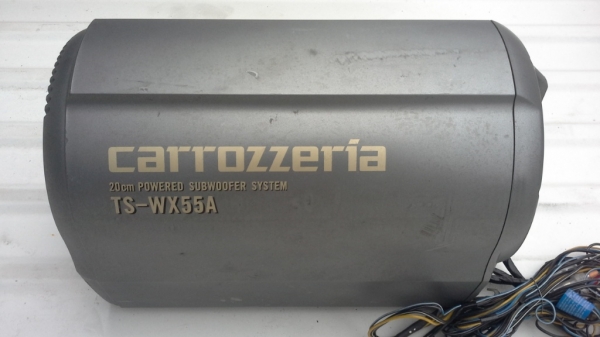 carrozzeria
20cm POWERED SUBWOOFER SYSTEM
TS-WX55A